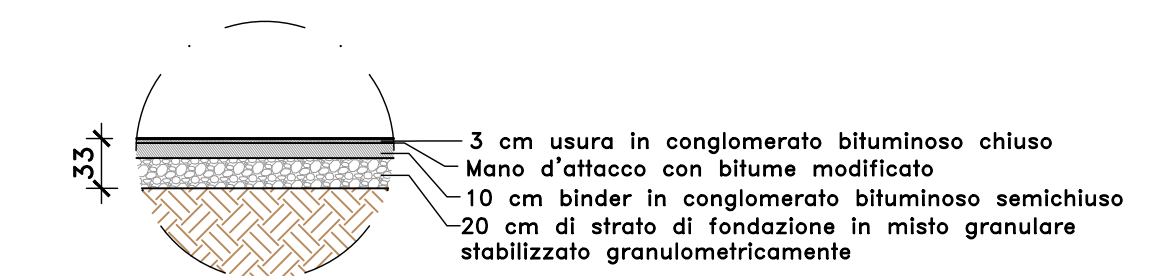 3 cm usura in conglomerato bituminoso chiuso
Mano d'attacco con bitume modificato
,33
10 cm binder in conglomerato bituminoso semichiuso
20 cm di strato di fondazione in misto granulare
stabilizzato granulometricamente